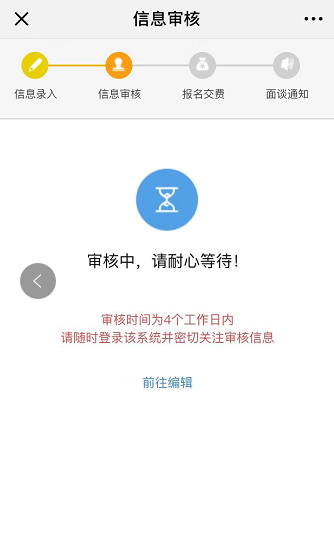 信息审核
信息录入
信息审核
报名交费
面谈通知
审核中，请耐心等待！
审核时间为4个工作日内
请随时登录该系统并密切关注审核信息
前往编辑